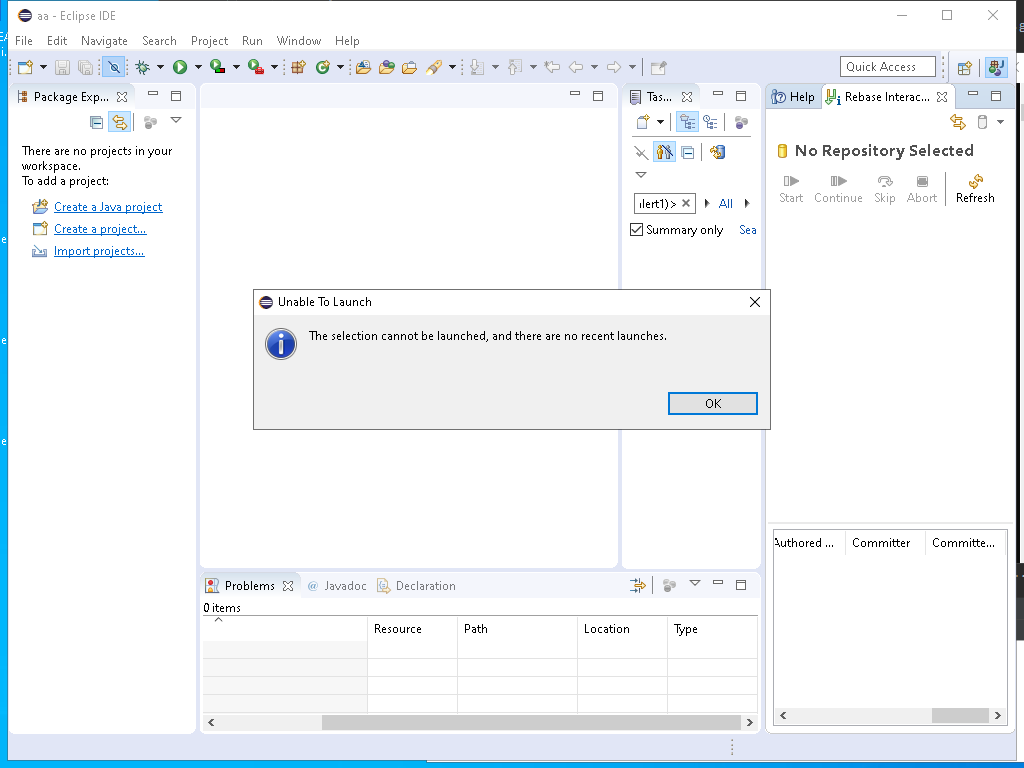 aa - Eclipse IDE
File Edit Navigate Search Project Run Window Help
Quick Access
Package Exp...
There are no projects in your
workspace.
To add a project:
Create a Java project
Create a project...
Import projects...
Tas...
ılert1)>
All
Summary only
Sea
Help
Rebase Interac...
No Repository Selected
Start Continue Skip Abort Refresh
Unable To Launch
The selection cannot be launched, and there are no recent launches.
OK
Authored ... Committer Committe...
Problems Javadoc Declaration
0 items
Resource Path Location Type